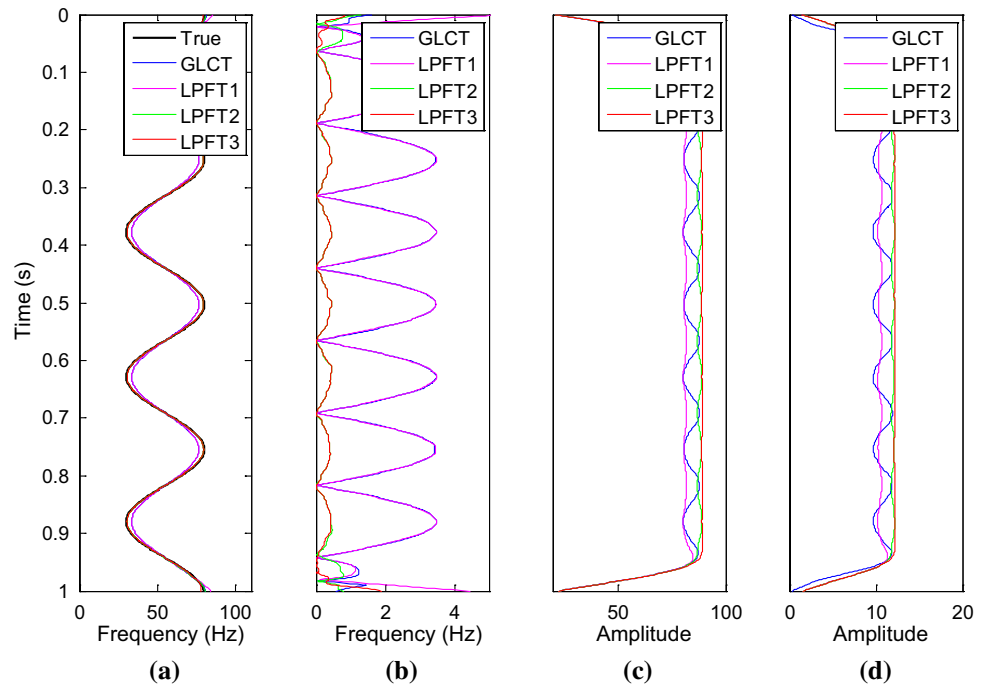 0
0.1
0.2
0.3
0.4
0.5
0.6
0.7
0.8
0.9
1
Time (s)
True
GLCT
LPFT1
LPFT2
LPFT3
0 50 100
Frequency (Hz)
(a)
GLCT
LPFT1
LPFT2
LPFT3
0 2 4
Frequency (Hz)
(b)
GLCT
LPFT1
LPFT2
LPFT3
50 100
Amplitude
(c)
GLCT
LPFT1
LPFT2
LPFT3
0 10 20
Amplitude
(d)